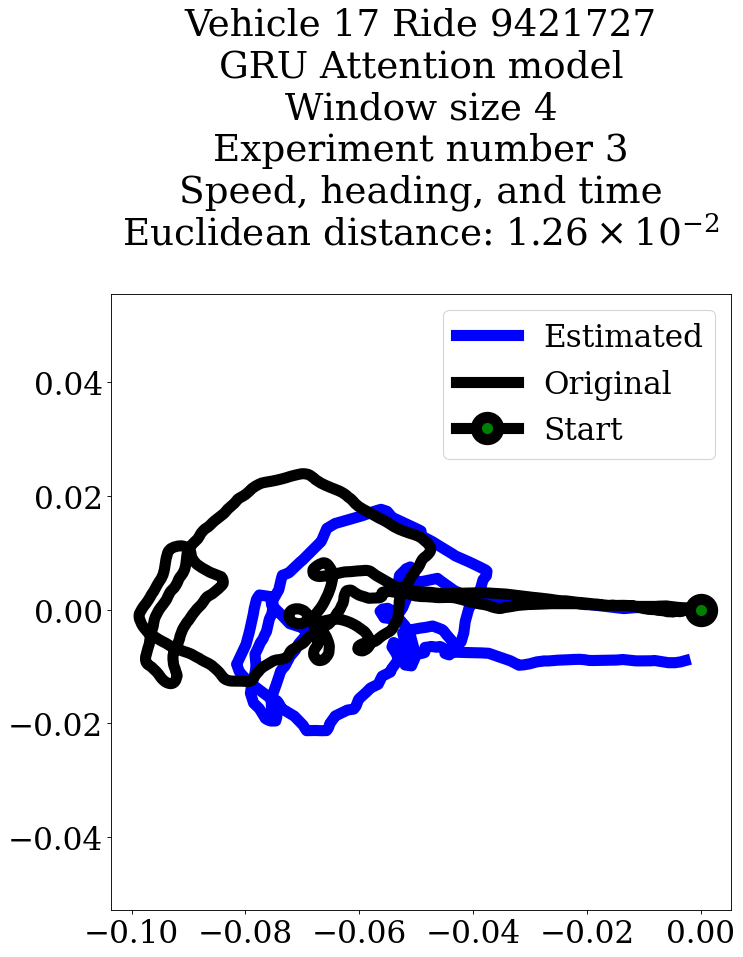 Vehicle 17 Ride 9421727
GRU Attention model
Window size 4
Experiment number 3
Speed, heading, and time
Euclidean distance: 1.26 × 10⁻²
Estimated
Original
Start
0.04
0.02
0.00
−0.02
−0.04
−0.10 −0.08 −0.06 −0.04 −0.02 0.00